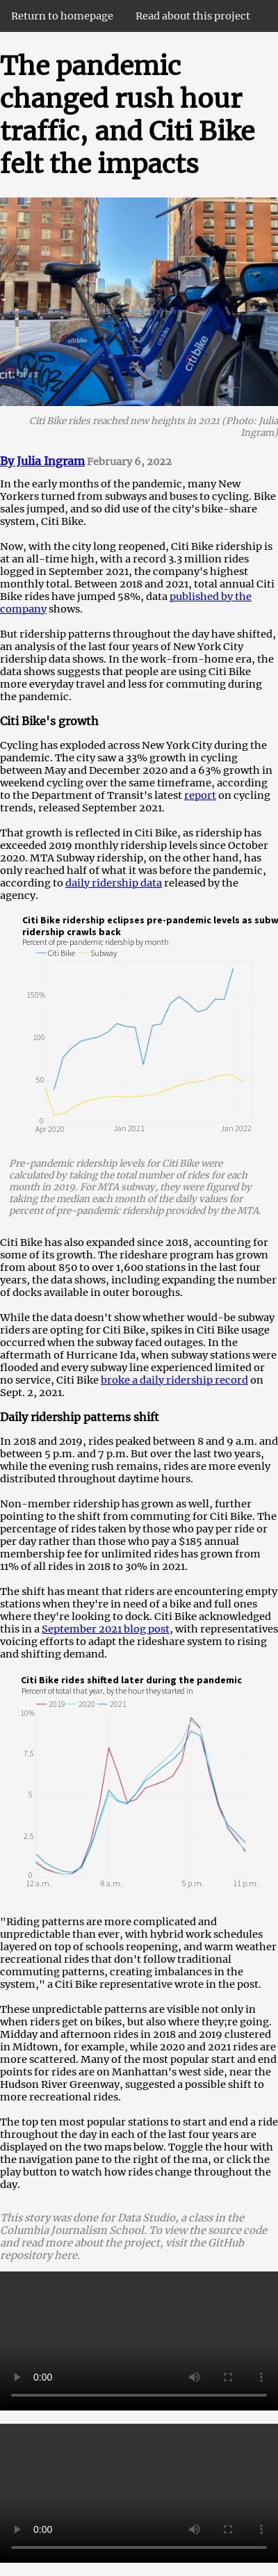 Return to homepage Read about this project
The pandemic
changed rush hour
traffic, and Citi Bike
felt the impacts
citibike
citi bike
citi bike
Citi Bike rides reached new heights in 2021 (Photo: Julia
Ingram)
By Julia Ingram February 6, 2022
In the early months of the pandemic, many New
Yorkers turned from subways and buses to cycling. Bike
sales jumped, and so did use of the city's bike-share
system, Citi Bike.
Now, with the city long reopened, Citi Bike ridership is
at an all-time high, with a record 3.3 million rides
logged in September 2021, the company's highest
monthly total. Between 2018 and 2021, total annual Citi
Bike rides have jumped 58%, data published by the
company shows.
But ridership patterns throughout the day have shifted,
an analysis of the last four years of New York City
ridership data shows. In the work-from-home era, the
data shows suggests that people are using Citi Bike
more everyday travel and less for commuting during
the pandemic.
Citi Bike's growth
Cycling has exploded across New York City during the
pandemic. The city saw a 33% growth in cycling
between May and December 2020 and a 63% growth in
weekend cycling over the same timeframe, according
to the Department of Transit's latest report on cycling
trends, released September 2021.
That growth is reflected in Citi Bike, as ridership has
exceeded 2019 monthly ridership levels since October
2020. MTA Subway ridership, on the other hand, has
only reached half of what it was before the pandemic,
according to daily ridership data released by the
agency.
Citi Bike ridership eclipses pre-pandemic levels as subw
ridership crawls back
Percent of pre-pandemic ridership by month
Citi Bike Subway
150%
100
50
0
Apr 2020 Jan 2021 Jan 2022
Pre-pandemic ridership levels for Citi Bike were
calculated by taking the total number of rides for each
month in 2019. For MTA subway, they were figured by
taking the median each month of the daily values for
percent of pre-pandemic ridership provided by the MTA.
Citi Bike has also expanded since 2018, accounting for
some of its growth. The rideshare program has grown
from about 850 to over 1,600 stations in the last four
years, the data shows, including expanding the number
of docks available in outer boroughs.
While the data doesn't show whether would-be subway
riders are opting for Citi Bike, spikes in Citi Bike usage
occurred when the subway faced outages. In the
aftermath of Hurricane Ida, when subway stations were
flooded and every subway line experienced limited or
no service, Citi Bike broke a daily ridership record on
Sept. 2, 2021.
Daily ridership patterns shift
In 2018 and 2019, rides peaked between 8 and 9 a.m. and
between 5 p.m. and 7 p.m. But over the last two years,
while the evening rush remains, rides are more evenly
distributed throughout daytime hours.
Non-member ridership has grown as well, further
pointing to the shift from commuting for Citi Bike. The
percentage of rides taken by those who pay per ride or
per day rather than those who pay a $185 annual
membership fee for unlimited rides has grown from
11% of all rides in 2018 to 30% in 2021.
The shift has meant that riders are encountering empty
stations when they're in need of a bike and full ones
where they're looking to dock. Citi Bike acknowledged
this in a September 2021 blog post, with representatives
voicing efforts to adapt the rideshare system to rising
and shifting demand.
Citi Bike rides shifted later during the pandemic
Percent of total that year, by the hour they started in
2019 2020 2021
10%
7.5
5
2.5
0
12 a.m. 8 a.m. 5 p.m. 11 p.m.
"Riding patterns are more complicated and
unpredictable than ever, with hybrid work schedules
layered on top of schools reopening, and warm weather
recreational rides that don't follow traditional
commuting patterns, creating imbalances in the
system," a Citi Bike representative wrote in the post.
These unpredictable patterns are visible not only in
when riders get on bikes, but also where they;re going.
Midday and afternoon rides in 2018 and 2019 clustered
in Midtown, for example, while 2020 and 2021 rides are
more scattered. Many of the most popular start and end
points for rides are on Manhattan's west side, near the
Hudson River Greenway, suggested a possible shift to
more recreational rides.
The top ten most popular stations to start and end a ride
throughout the day in each of the last four years are
displayed on the two maps below. Toggle the hour with
the navigation pane to the right of the ma, or click the
play button to watch how rides change throughout the
day.
This story was done for Data Studio, a class in the
Columbia Journalism School. To view the source code
and read more about the project, visit the GitHub
repository here.
0:00
0:00